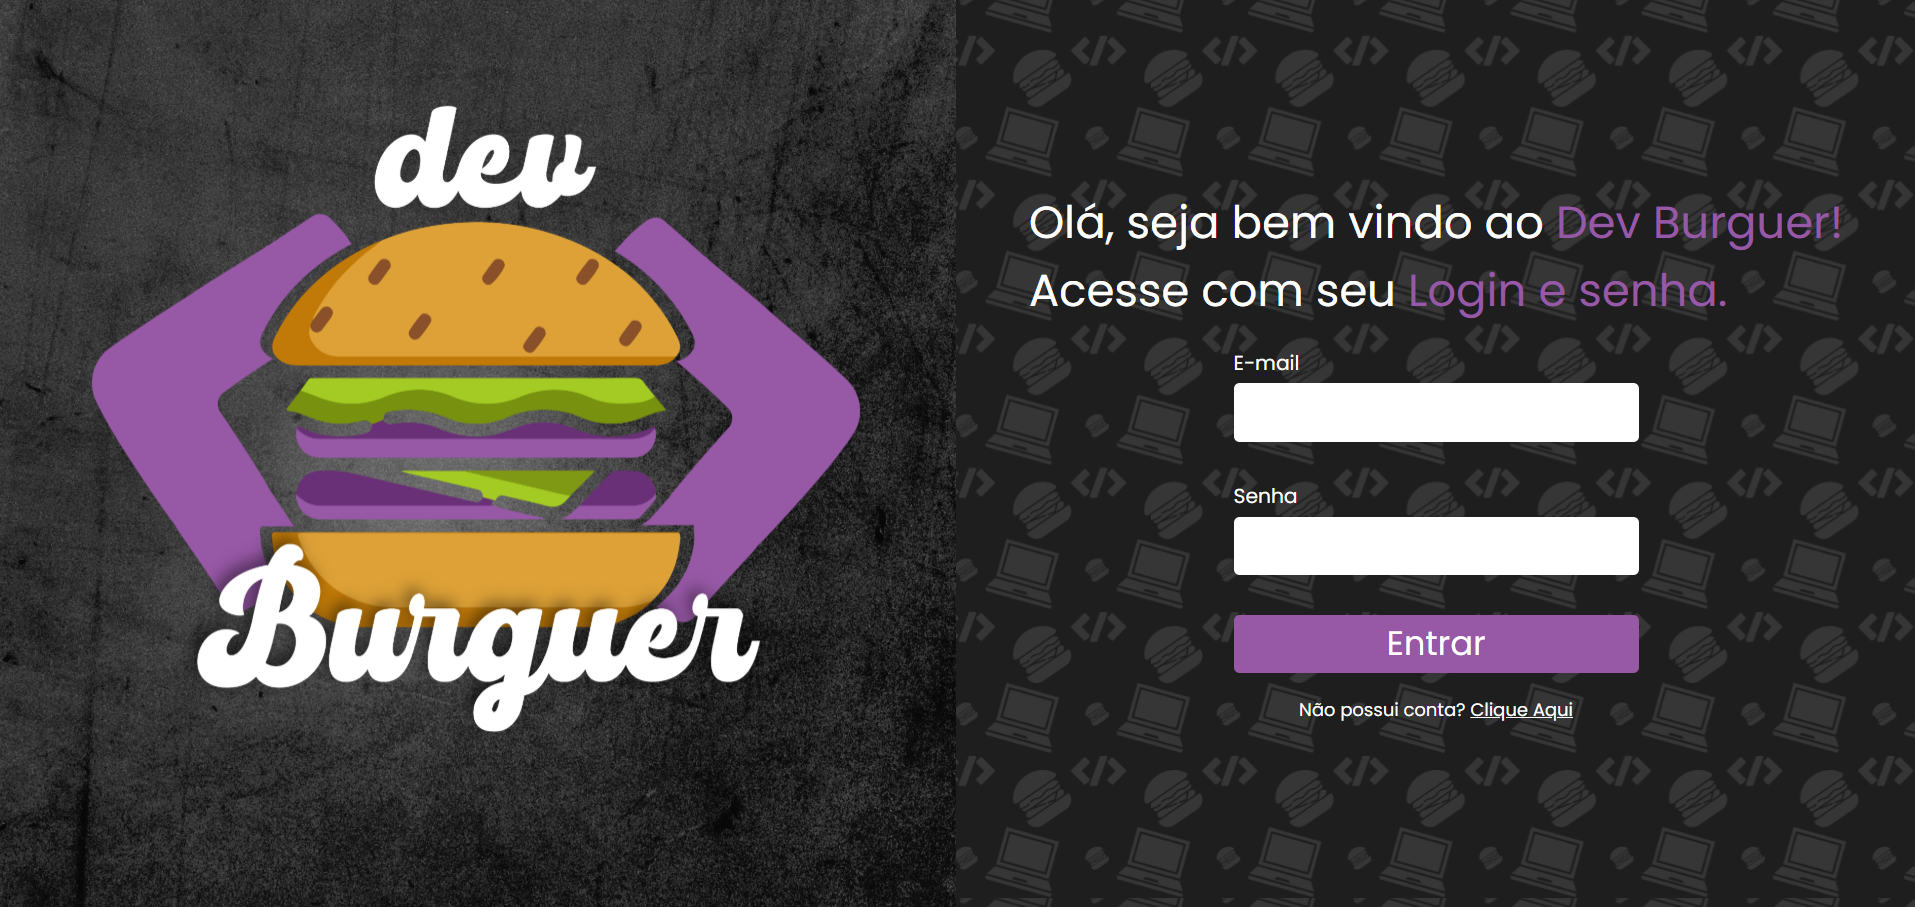 dev
Burguer
Olá, seja bem vindo ao Dev Burguer!
Acesse com seu Login e senha.
E-mail
Senha
Entrar
Não possui conta? Clique Aqui